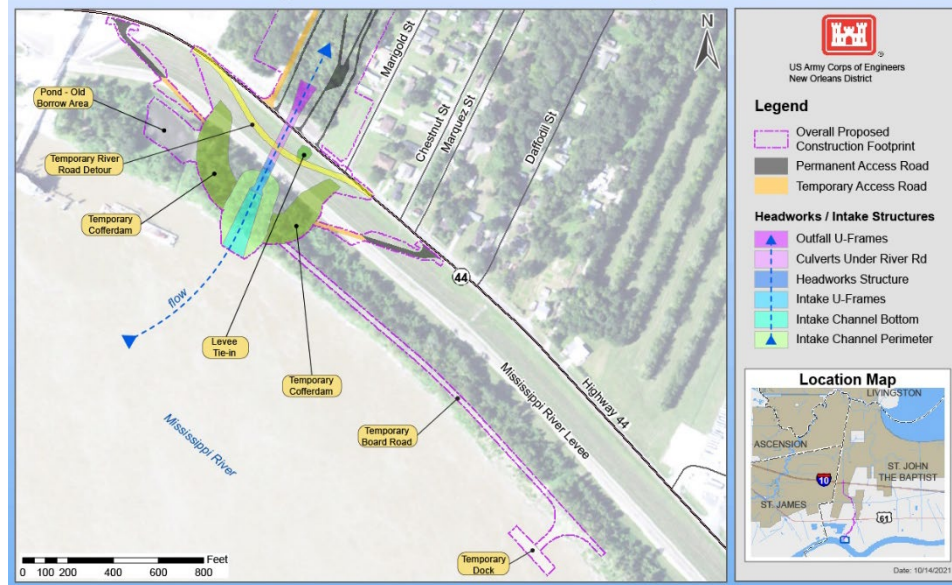 N
Marigold St
Chestnut St
Marquez St
Daffodil St
Pond - Old
Borrow Area
Temporary River
Road Detour
Temporary
Cofferdam
flow
Levee
Tie-in
Temporary
Cofferdam
44
Temporary
Board Road
Mississippi River Levee
Highway 44
Mississippi River
Temporary
Dock
Feet
0 100 200 400 600 800
US Army Corps of Engineers
New Orleans District
Legend
Overall Proposed
Construction Footprint
Permanent Access Road
Temporary Access Road
Headworks / Intake Structures
Outfall U-Frames
Culverts Under River Rd
Headworks Structure
Intake U-Frames
Intake Channel Bottom
Intake Channel Perimeter
Location Map
LIVINGSTON
ASCENSION
ST. JOHN
THE BAPTIST
10
ST. JAMES
61
Date: 10/14/2021